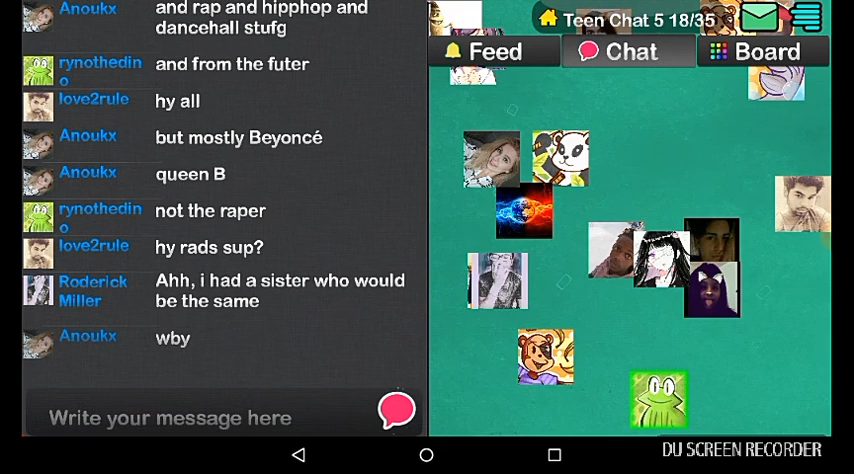 Anoukx and rap and hipphop and
dancehall stufg
rynothedin and from the futer
o
love2rule hy all
Anoukx but mostly Beyoncé
Anoukx queen B
rynothedin not the raper
o
love2rule hy rads sup?
Roderick Ahh, i had a sister who would
Miller be the same
Anoukx wby
Write your message here
Teen Chat 5 18/35
Feed Chat Board
DU SCREEN RECORDER